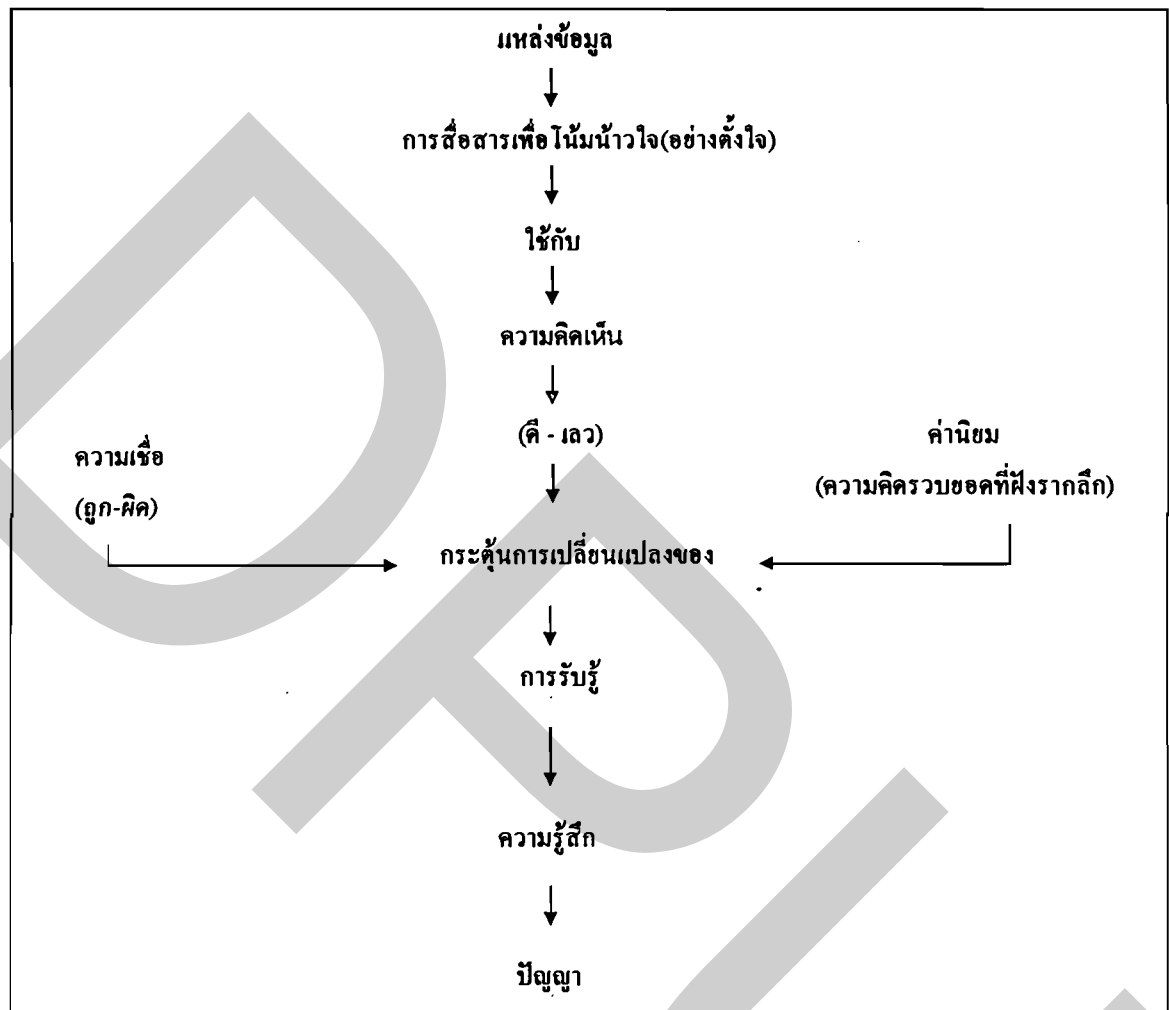 แหล่งข้อมูล
การสื่อสารเพื่อโน้มน้าวใจ(อย่างตั้งใจ)
ใช้กับ
ความคิดเห็น
(ดี - เลว)
ความเชื่อ
(ถูก-ผิด)
ค่านิยม
(ความคิดรวบยอดที่ฝังรากลึก)
กระตุ้นการเปลี่ยนแปลงของ
การรับรู้
ความรู้สึก
ปัญญา